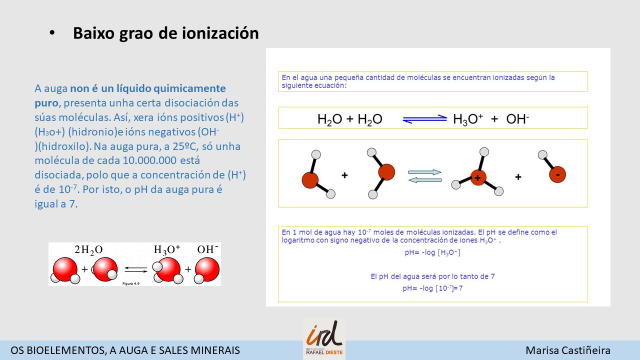 • Baixo grao de ionización
A auga non é un líquido quimicamente
puro, presenta unha certa disociación das
súas moléculas. Así, xera ións positivos (H⁺)
(H₃o+) (hidronio)e ións negativos (OH⁻
)(hidroxilo). Na auga pura, a 25ºC, só unha
molécula de cada 10.000.000 está
disociada, polo que a concentración de (H⁺)
é de 10⁻⁷. Por isto, o pH da auga pura é
igual a 7.
2H₂O H₃O⁺ OH⁻
+ +
Figura 4.9
En el agua una pequeña cantidad de moléculas se encuentran ionizadas según la
siguiente ecuación:
H₂O + H₂O H₃O⁺ + OH⁻
+ + + -
En 1 mol de agua hay 10⁻⁷ moles de moléculas ionizadas. El pH se define como el
logaritmo con signo negativo de la concentración de iones H₃O⁺ .
pH= -log [H₃O⁺]
El pH del agua será por lo tanto de 7
pH= -log [10⁻⁷]=7
OS BIOELEMENTOS, A AUGA E SALES MINERAIS
ird
RAFAEL DIESTE
Marisa Castiñeira